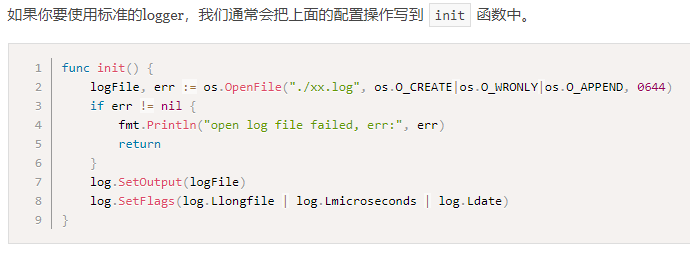 如果你要使用标准的logger，我们通常会把上面的配置操作写到 init 函数中。
1 func init() {
2     logFile, err := os.OpenFile("./xx.log", os.O_CREATE|os.O_WRONLY|os.O_APPEND, 0644)
3     if err != nil {
4         fmt.Println("open log file failed, err:", err)
5         return
6     }
7     log.SetOutput(logFile)
8     log.SetFlags(log.Llongfile | log.Lmicroseconds | log.Ldate)
9 }